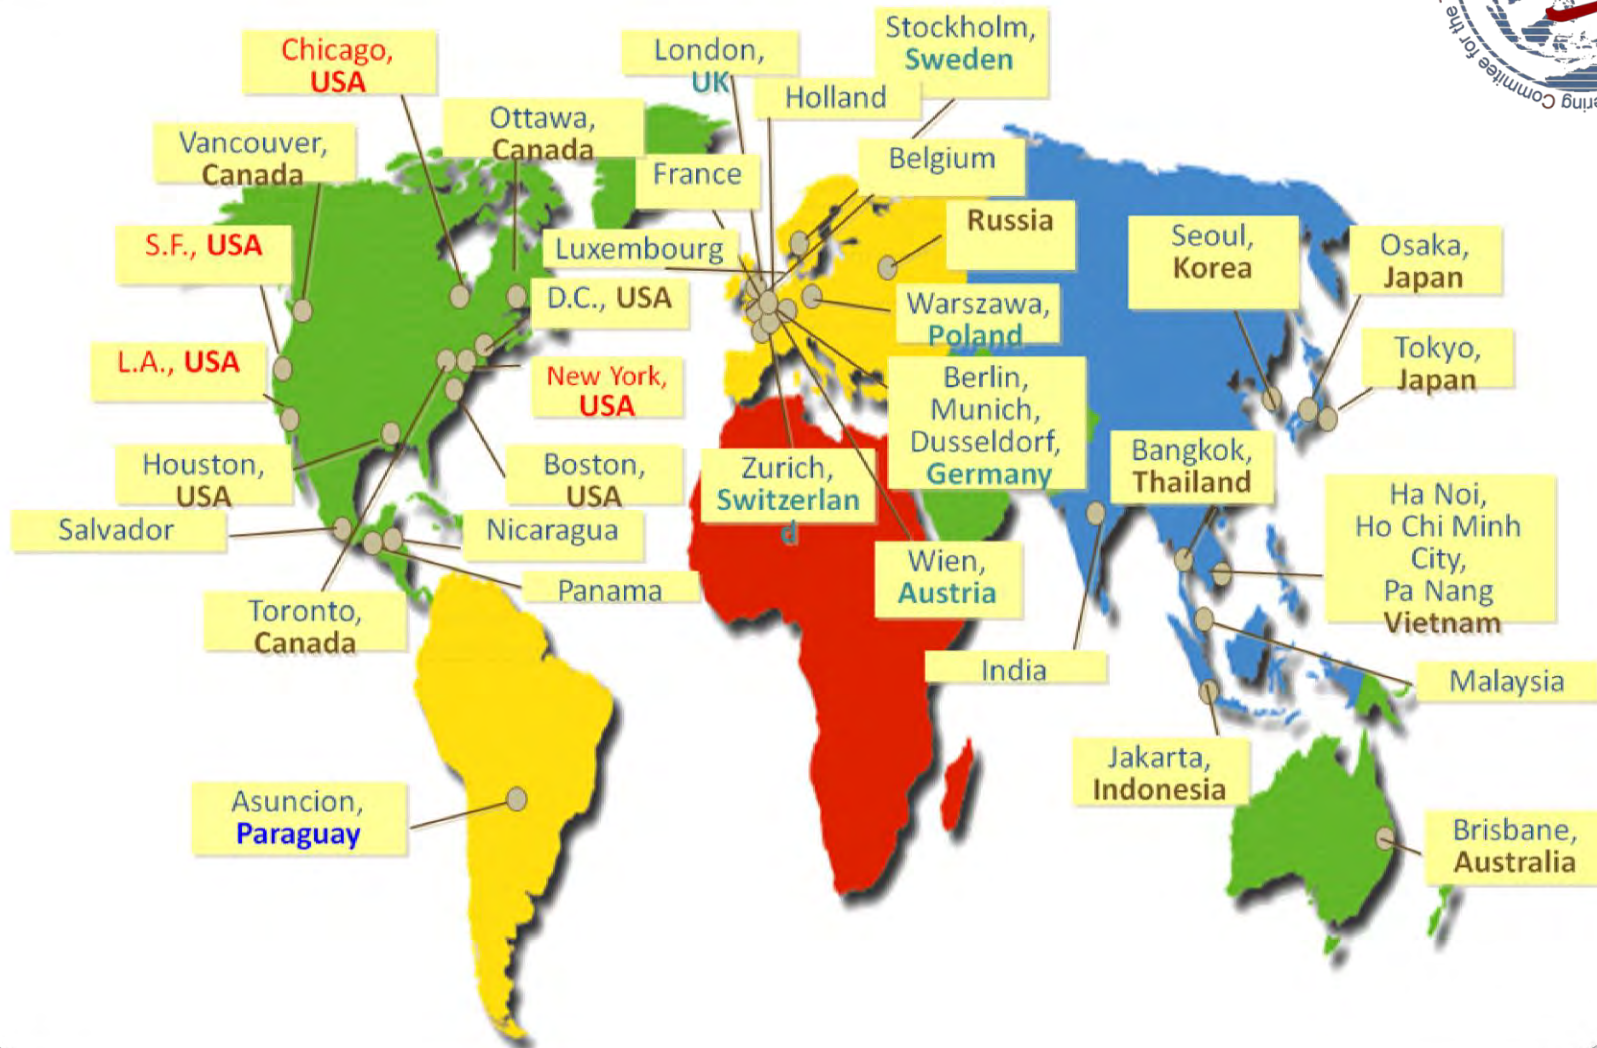 Chicago,
USA
London,
UK
Stockholm,
Sweden
Holland
Ottawa,
Canada
Vancouver,
Canada
France
Belgium
Russia
S.F., USA
Luxembourg
Seoul,
Korea
Osaka,
Japan
D.C., USA
Warszawa,
Poland
L.A., USA
New York,
USA
Tokyo,
Japan
Berlin,
Munich,
Dusseldorf,
Germany
Houston,
USA
Boston,
USA
Zurich,
Switzerlan
d
Bangkok,
Thailand
Ha Noi,
Ho Chi Minh
City,
Pa Nang
Vietnam
Salvador
Nicaragua
Panama
Wien,
Austria
Toronto,
Canada
India
Malaysia
Jakarta,
Indonesia
Asuncion,
Paraguay
Brisbane,
Australia
Committee for the